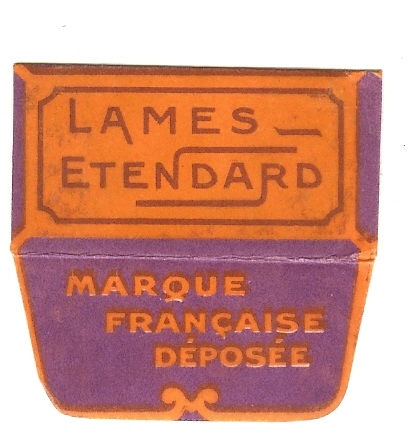 LAMES
ETENDARD
MARQUE
FRANÇAISE
DÉPOSÉE